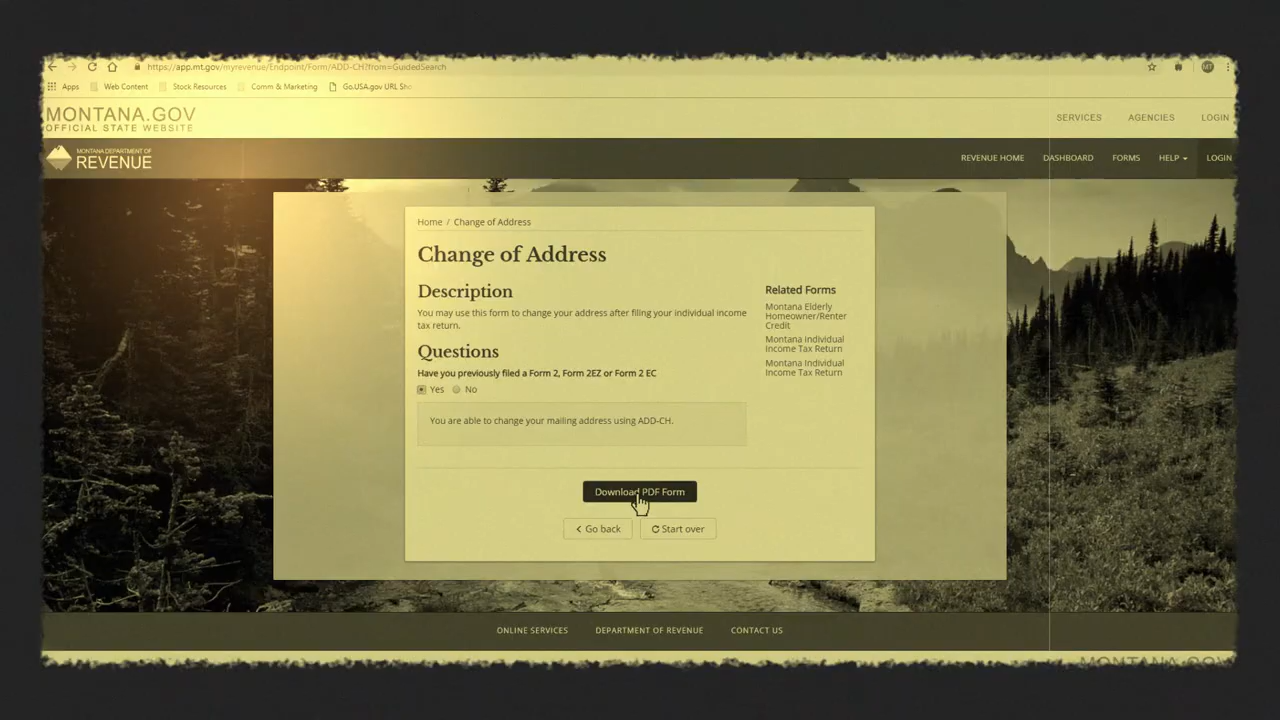 https://app.mt.gov/myrevenue/Endpoint/Form/ADD-CH?from=GuidedSearch
Apps Web Content Stock Resources Comm & Marketing Go.USA.gov URL Sho
MONTANA.GOV
OFFICIAL STATE WEBSITE
SERVICES AGENCIES LOGIN
MONTANA DEPARTMENT OF
REVENUE
REVENUE HOME DASHBOARD FORMS HELP LOGIN
Home / Change of Address
Change of Address
Description
You may use this form to change your address after filing your individual income
tax return.
Questions
Have you previously filed a Form 2, Form 2EZ or Form 2 EC
Yes No
You are able to change your mailing address using ADD-CH.
Related Forms
Montana Elderly
Homeowner/Renter
Credit
Montana Individual
Income Tax Return
Montana Individual
Income Tax Return
Download PDF Form
Go back Start over
ONLINE SERVICES DEPARTMENT OF REVENUE CONTACT US
MONTANA.GOV